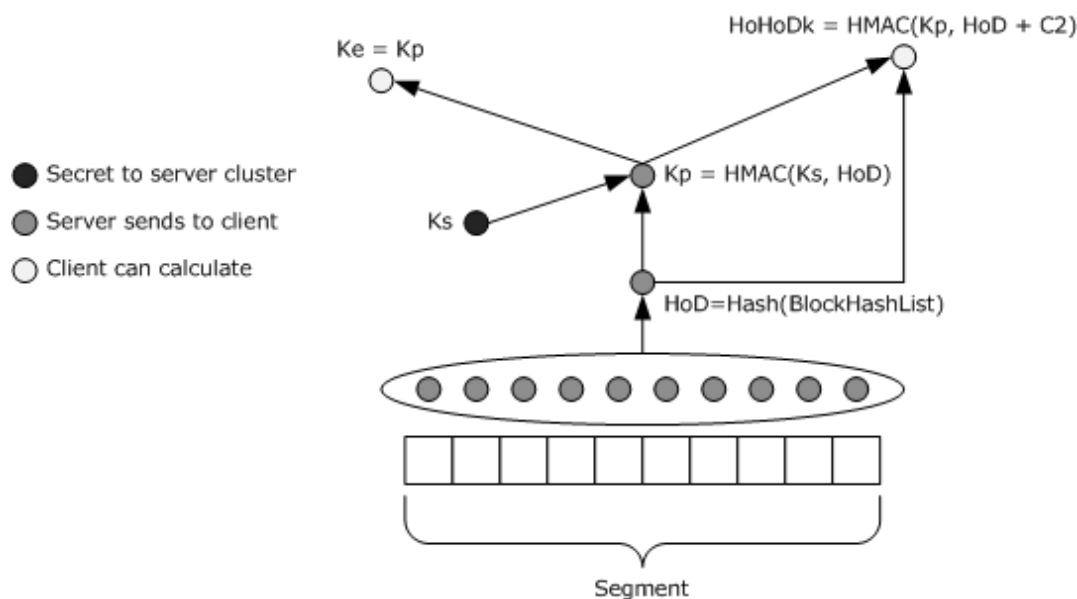 HoHoDk = HMAC(Kp, HoD + C2)
Ke = Kp
Secret to server cluster
Kp = HMAC(Ks, HoD)
Server sends to client
Ks
Client can calculate
HoD=Hash(BlockHashList)
Segment